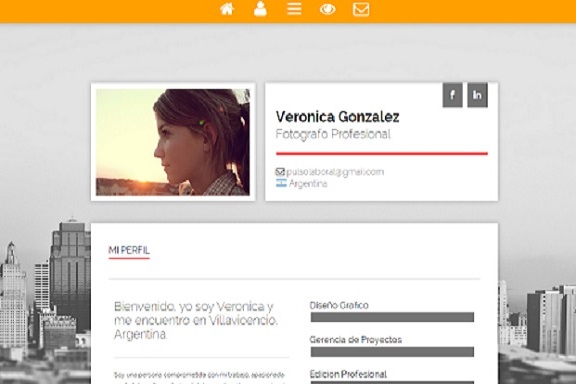 f
in
Veronica Gonzalez
Fotografo Profesional
pulsolaboral@gmail.com
Argentina
MI PERFIL
Bienvenido, yo soy Veronica y
me encuentro en Villavicencio,
Argentina.
Diseño Grafico
Gerencia de Proyectos
Edicion Profesional
Soy una persona comprometida con mi trabajo, apasionada